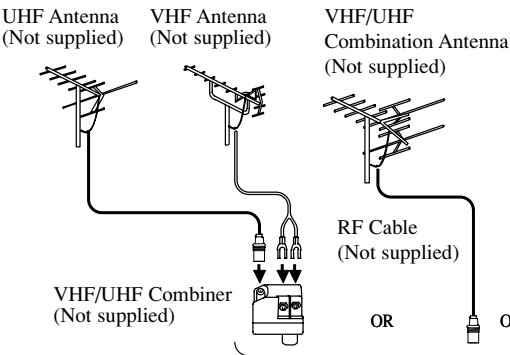 UHF Antenna
(Not supplied)
VHF Antenna
(Not supplied)
VHF/UHF
Combination Antenna
(Not supplied)
RF Cable
(Not supplied)
VHF/UHF Combiner
(Not supplied)
OR